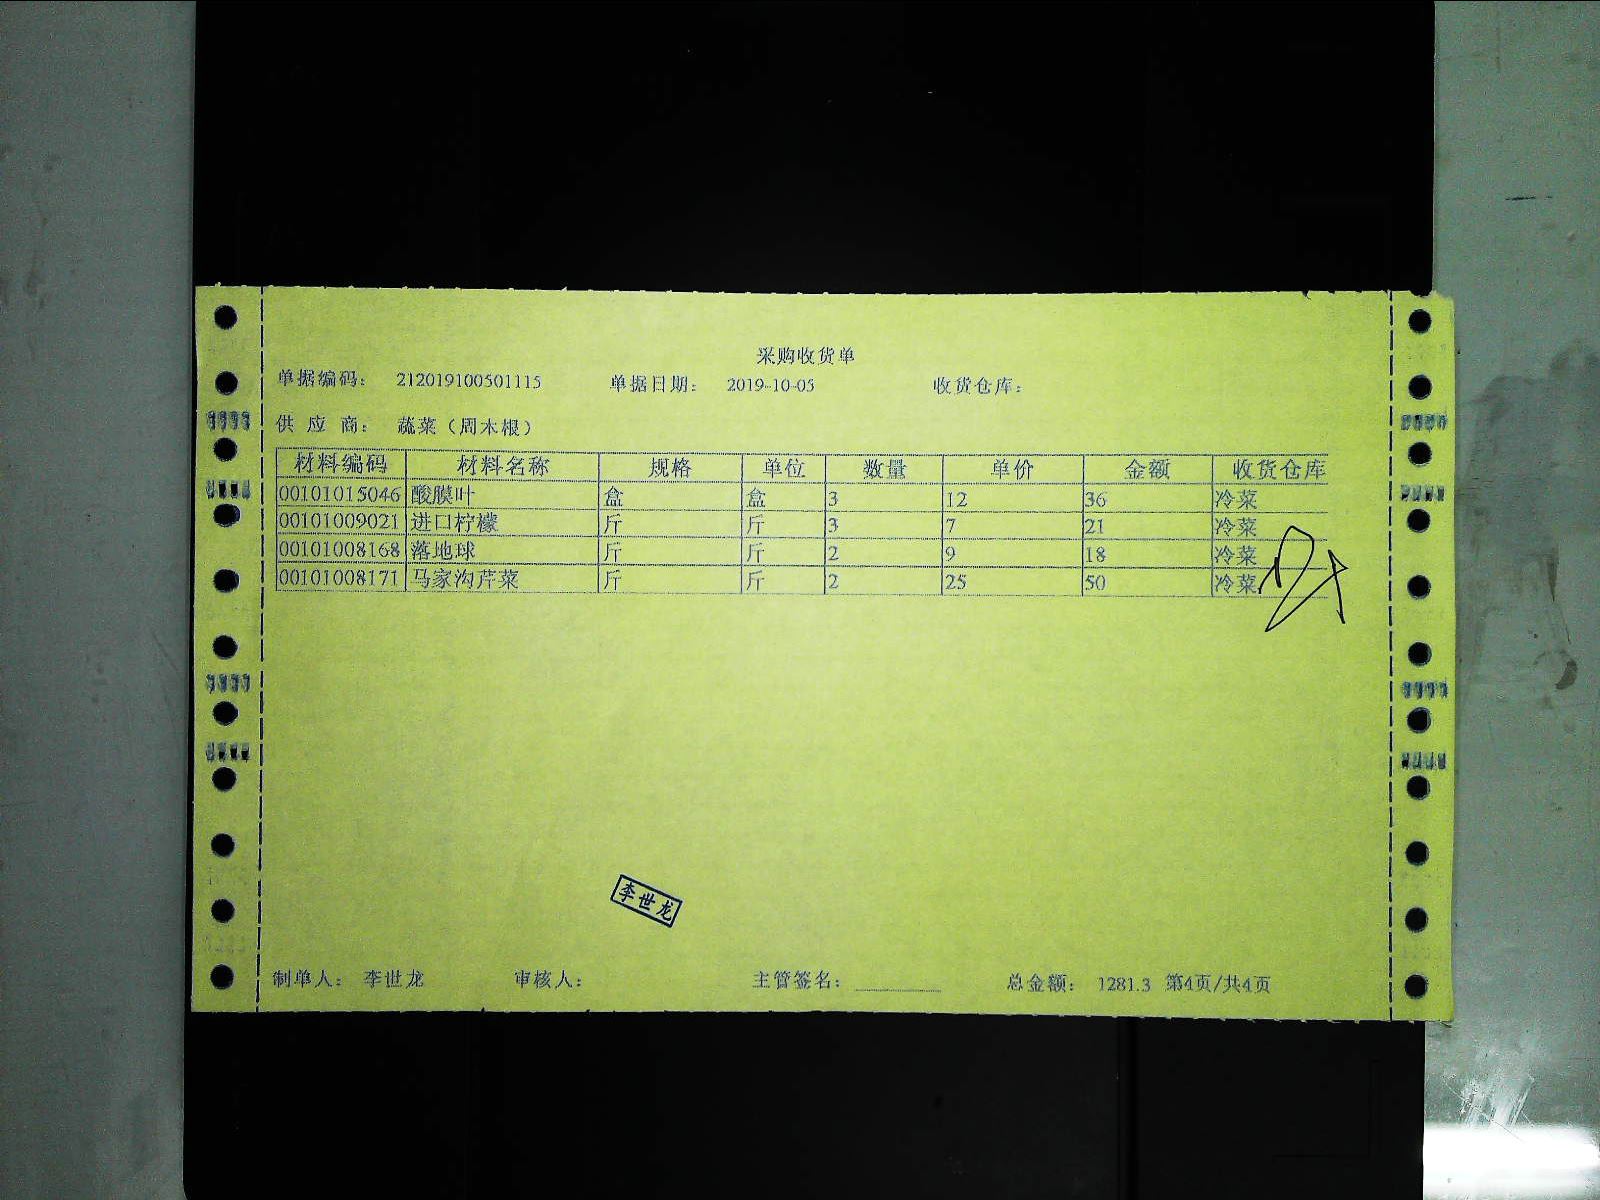 采购收货单
单据编码： 212019100501115 单据日期： 2019-10-05 收货仓库：
供 应 商： 蔬菜（周本根）
材料编码 材料名称 规格 单位 数量 单价 金额 收货仓库
00101015046 酸膜叶 盒 盒 3 12 36 冷菜
00101009021 进口柠檬 斤 斤 3 7 21 冷菜
00101008168 落地球 斤 斤 2 9 18 冷菜
00101008171 马家沟芹菜 斤 斤 2 25 50 冷菜
李世龙
制单人： 李世龙 审核人： 主管签名： 总金额： 1281.3 第4页/共4页